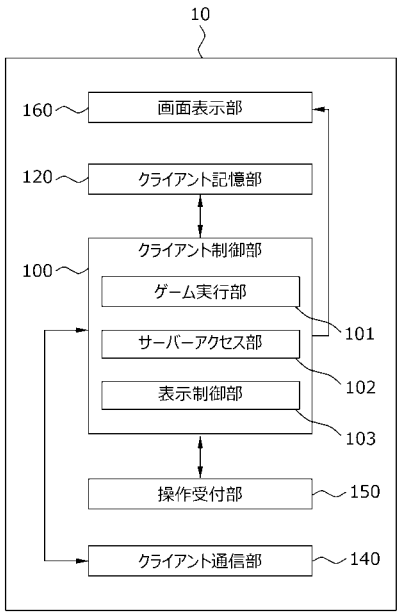 10
160
画面表示部
120
クライアント記憶部
100
クライアント制御部
ゲーム実行部
101
サーバーアクセス部
102
表示制御部
103
操作受付部
150
クライアント通信部
140